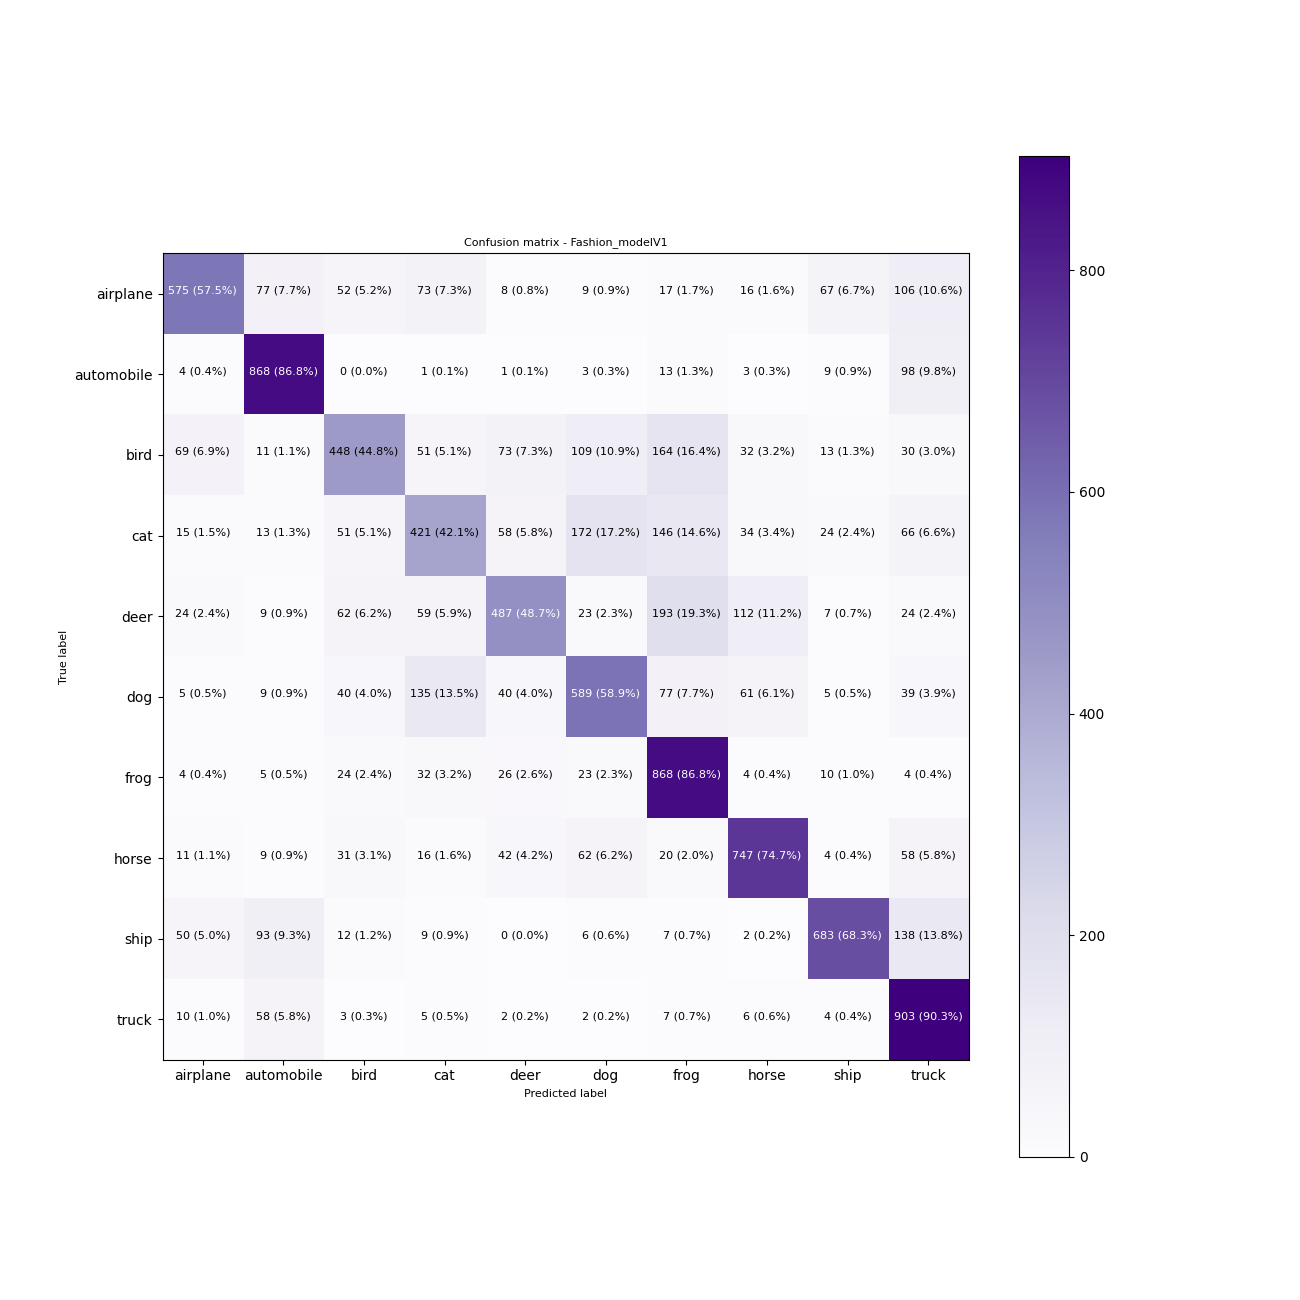 Confusion matrix - Fashion_modelV1
airplane 575 (57.5%) 77 (7.7%) 52 (5.2%) 73 (7.3%) 8 (0.8%) 9 (0.9%) 17 (1.7%) 16 (1.6%) 67 (6.7%) 106 (10.6%)
automobile 4 (0.4%) 868 (86.8%) 0 (0.0%) 1 (0.1%) 1 (0.1%) 3 (0.3%) 13 (1.3%) 3 (0.3%) 9 (0.9%) 98 (9.8%)
bird 69 (6.9%) 11 (1.1%) 448 (44.8%) 51 (5.1%) 73 (7.3%) 109 (10.9%) 164 (16.4%) 32 (3.2%) 13 (1.3%) 30 (3.0%)
cat 15 (1.5%) 13 (1.3%) 51 (5.1%) 421 (42.1%) 58 (5.8%) 172 (17.2%) 146 (14.6%) 34 (3.4%) 24 (2.4%) 66 (6.6%)
deer 24 (2.4%) 9 (0.9%) 62 (6.2%) 59 (5.9%) 487 (48.7%) 23 (2.3%) 193 (19.3%) 112 (11.2%) 7 (0.7%) 24 (2.4%)
dog 5 (0.5%) 9 (0.9%) 40 (4.0%) 135 (13.5%) 40 (4.0%) 589 (58.9%) 77 (7.7%) 61 (6.1%) 5 (0.5%) 39 (3.9%)
frog 4 (0.4%) 5 (0.5%) 24 (2.4%) 32 (3.2%) 26 (2.6%) 23 (2.3%) 868 (86.8%) 4 (0.4%) 10 (1.0%) 4 (0.4%)
horse 11 (1.1%) 9 (0.9%) 31 (3.1%) 16 (1.6%) 42 (4.2%) 62 (6.2%) 20 (2.0%) 747 (74.7%) 4 (0.4%) 58 (5.8%)
ship 50 (5.0%) 93 (9.3%) 12 (1.2%) 9 (0.9%) 0 (0.0%) 6 (0.6%) 7 (0.7%) 2 (0.2%) 683 (68.3%) 138 (13.8%)
truck 10 (1.0%) 58 (5.8%) 3 (0.3%) 5 (0.5%) 2 (0.2%) 2 (0.2%) 7 (0.7%) 6 (0.6%) 4 (0.4%) 903 (90.3%)
airplane automobile bird cat deer dog frog horse ship truck
Predicted label
True label
800
600
400
200
0